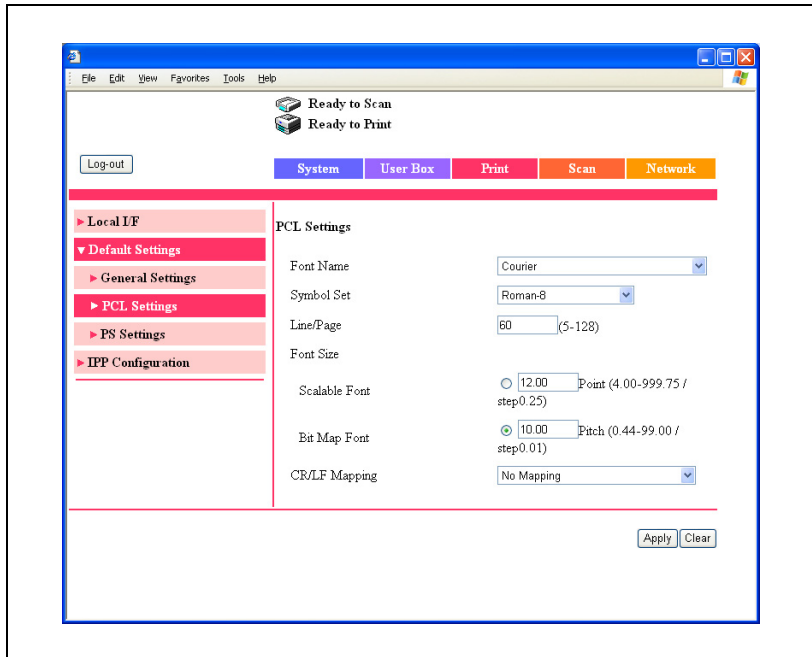 File Edit View Favorites Tools Help
Ready to Scan
Ready to Print
Log-out
System User Box Print Scan Network
Local I/F
Default Settings
General Settings
PCL Settings
PS Settings
IPP Configuration
PCL Settings
Font Name Courier
Symbol Set Roman-8
Line/Page 60 (5-128)
Font Size
Scalable Font 12.00 Point (4.00-999.75 /
step0.25)
Bit Map Font 10.00 Pitch (0.44-99.00 /
step0.01)
CR/LF Mapping No Mapping
Apply Clear